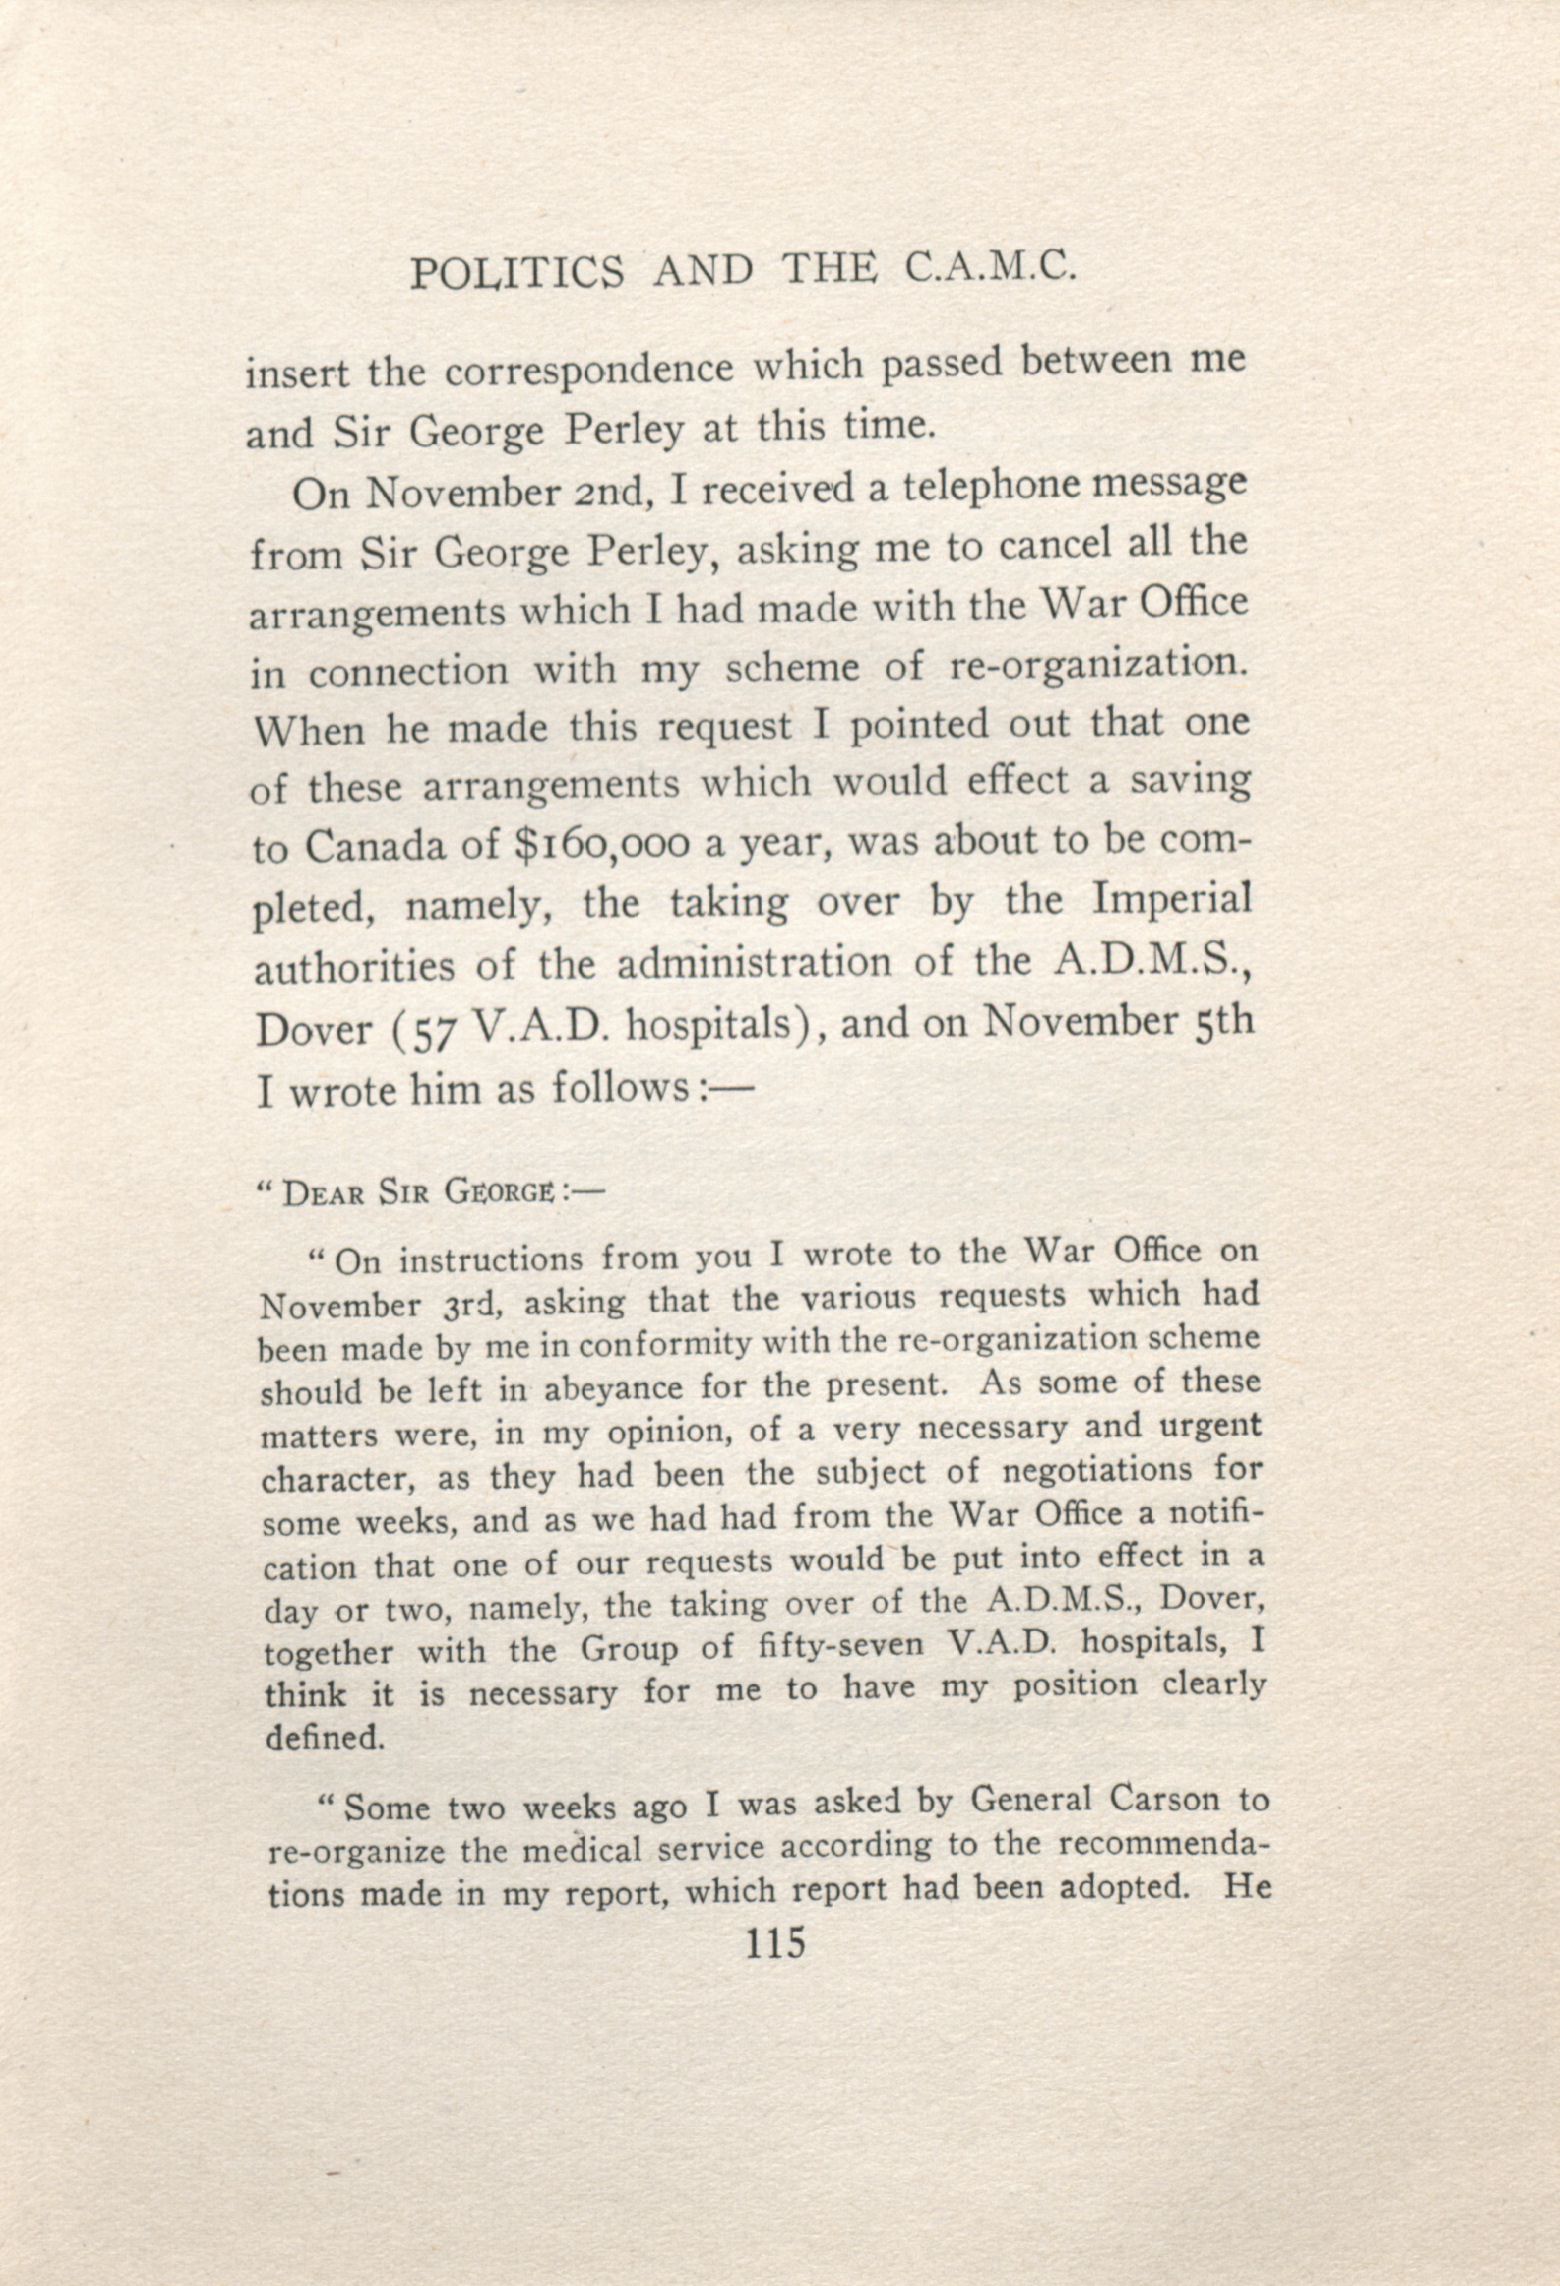 POLITICS AND THE C.A.M.C.
insert the correspondence which passed between me
and Sir George Perley at this time.
On November 2nd, I received a telephone message
from Sir George Perley, asking me to cancel all the
arrangements which I had made with the War Office
in connection with my scheme of re-organization.
When he made this request I pointed out that one
of these arrangements which would effect a saving
to Canada of $160,000 a year, was about to be com-
pleted, namely, the taking over by the Imperial
authorities of the administration of the A.D.M.S.,
Dover (57 V.A.D. hospitals), and on November 5th
I wrote him as follows:—
“DEAR SIR GEORGE:—
“On instructions from you I wrote to the War Office on
November 3rd, asking that the various requests which had
been made by me in conformity with the re-organization scheme
should be left in abeyance for the present. As some of these
matters were, in my opinion, of a very necessary and urgent
character, as they had been the subject of negotiations for
some weeks, and as we had had from the War Office a notifi-
cation that one of our requests would be put into effect in a
day or two, namely, the taking over of the A.D.M.S., Dover,
together with the Group of fifty-seven V.A.D. hospitals, I
think it is necessary for me to have my position clearly
defined.
“Some two weeks ago I was asked by General Carson to
re-organize the medical service according to the recommenda-
tions made in my report, which report had been adopted. He
115